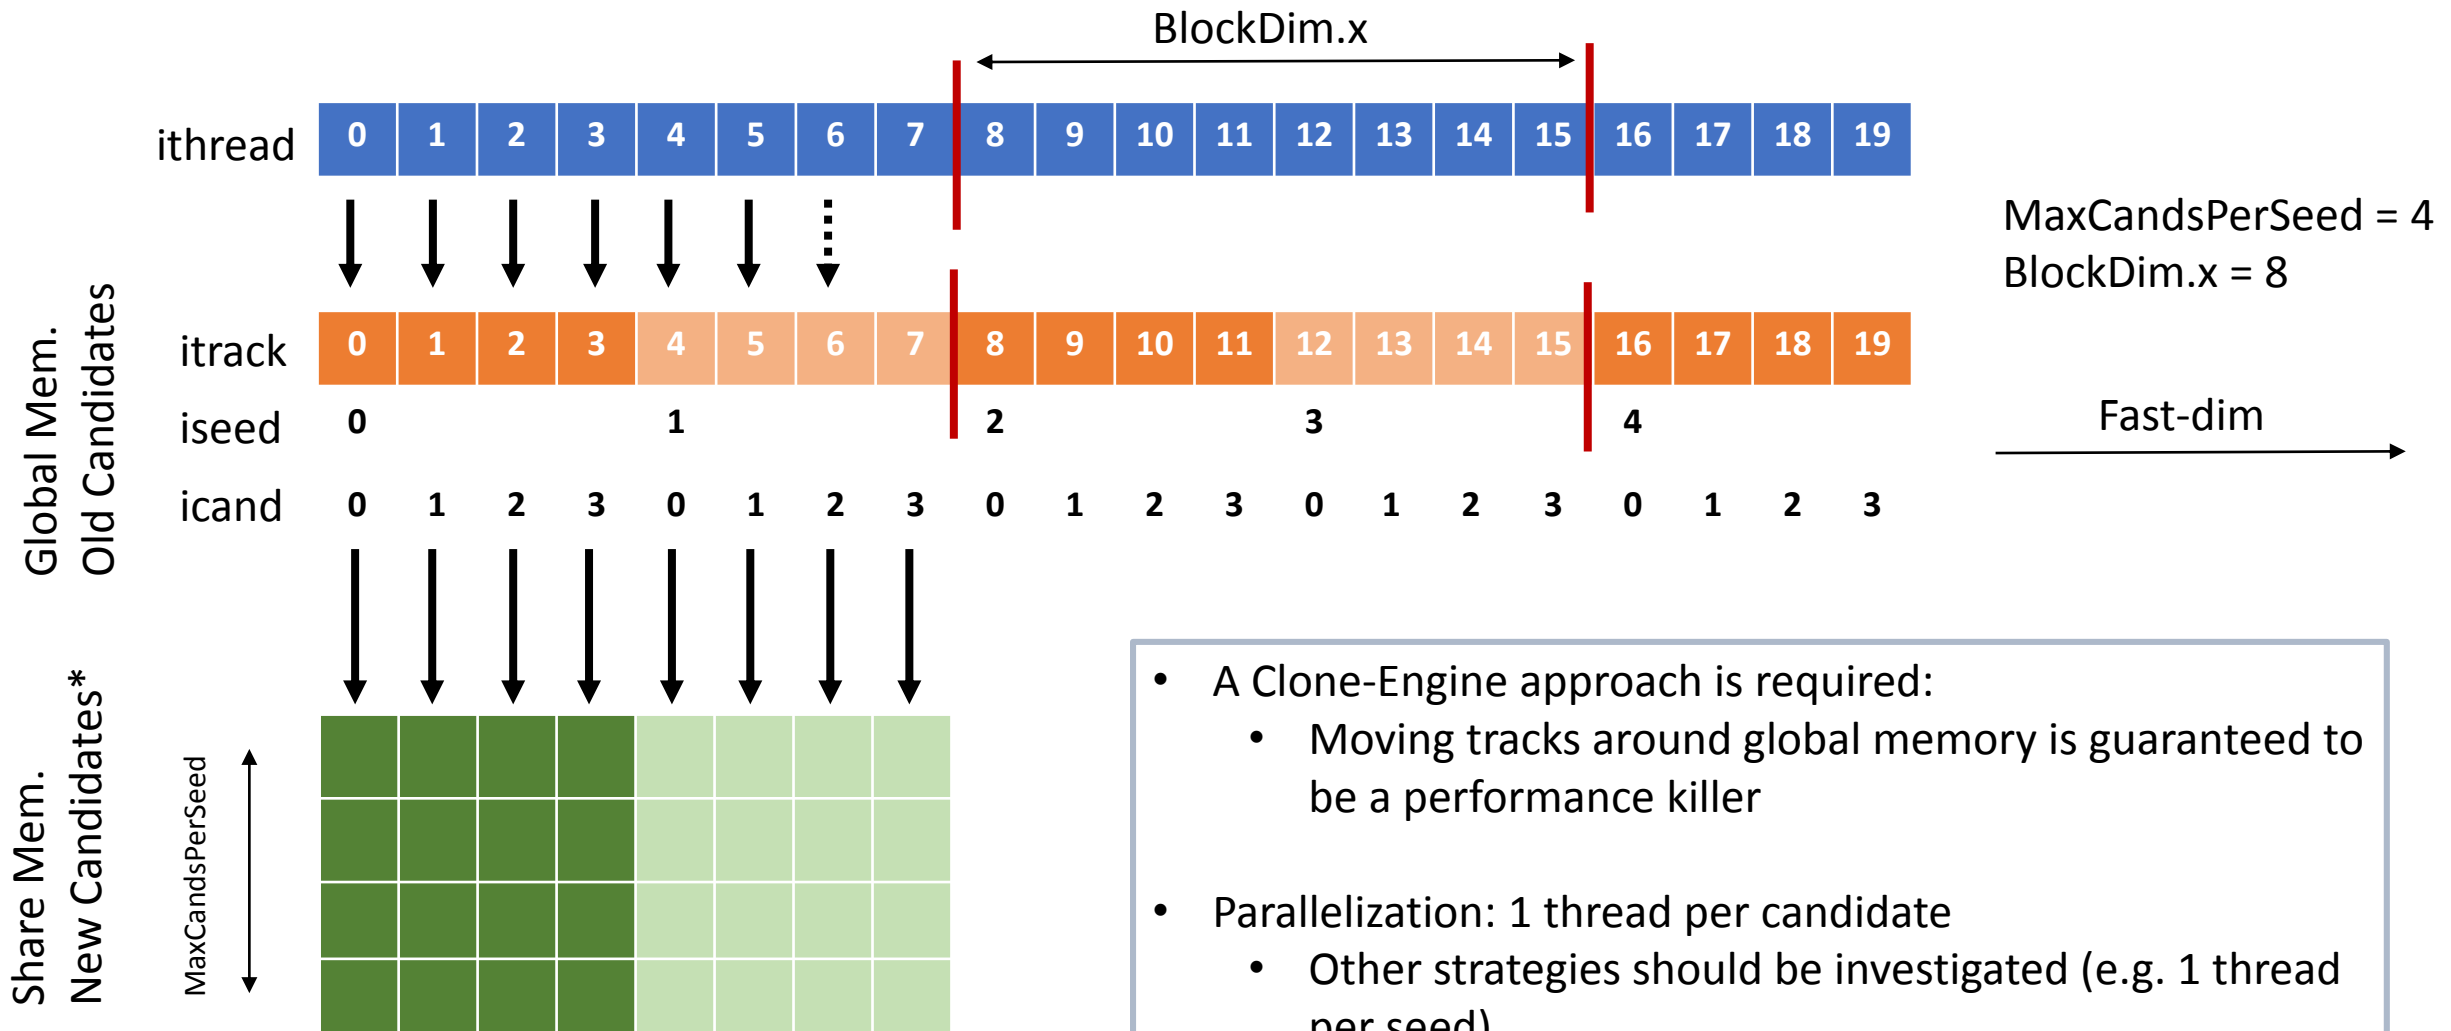 BlockDim.x
ithread 0 1 2 3 4 5 6 7 8 9 10 11 12 13 14 15 16 17 18 19
MaxCandsPerSeed = 4
BlockDim.x = 8
Global Mem.
Old Candidates
itrack 0 1 2 3 4 5 6 7 8 9 10 11 12 13 14 15 16 17 18 19
iseed 0 1 2 3 4
icand 0 1 2 3 0 1 2 3 0 1 2 3 0 1 2 3 0 1 2 3
Fast-dim
Share Mem.
New Candidates*
MaxCandsPerSeed
• A Clone-Engine approach is required:
• Moving tracks around global memory is guaranteed to
be a performance killer
• Parallelization: 1 thread per candidate
• Other strategies should be investigated (e.g. 1 thread
per seed)